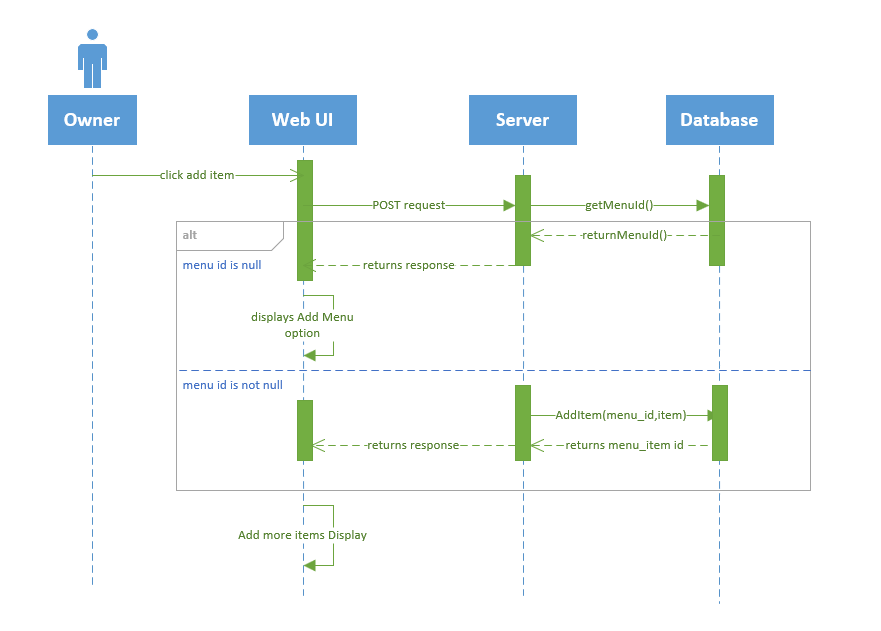 Owner
Web UI
Server
Database
click add item
POST request
getMenuId()
alt
returnMenuId()
menu id is null
returns response
displays Add Menu
option
menu id is not null
AddItem(menu_id,item)
returns response
returns menu_item id
Add more items Display